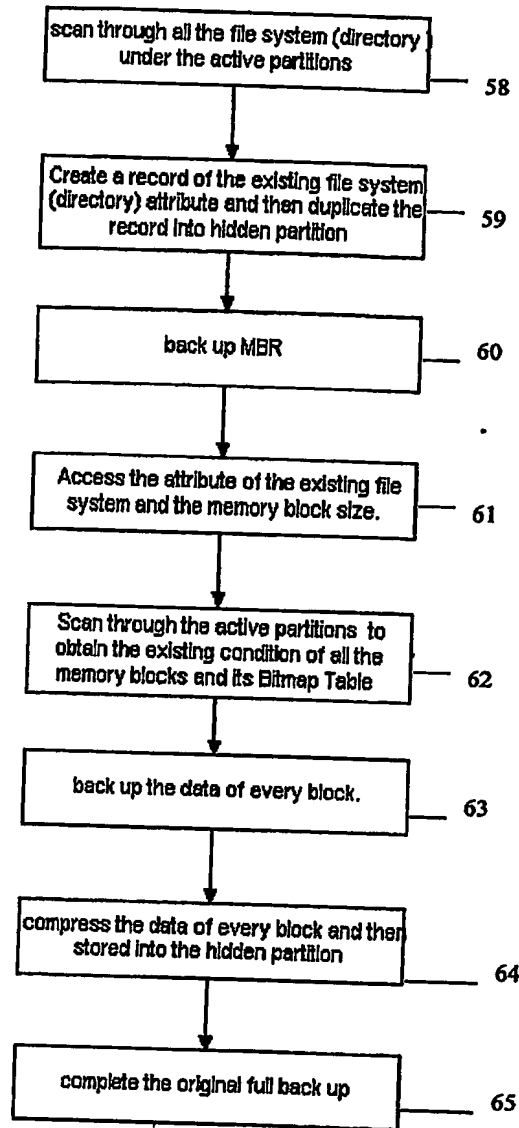 scan through all the file system (directory )
under the active partitions
58
Create a record of the existing file system
(directory) attribute and then duplicate the
record into hidden partition
59
back up MBR
60
Access the attribute of the existing file
system and the memory block size.
61
Scan through the active partitions to
obtain the existing condition of all the
memory blocks and its Bitmap Table
62
back up the data of every block.
63
compress the data of every block and then
stored into the hidden partition
64
complete the original full back up
65